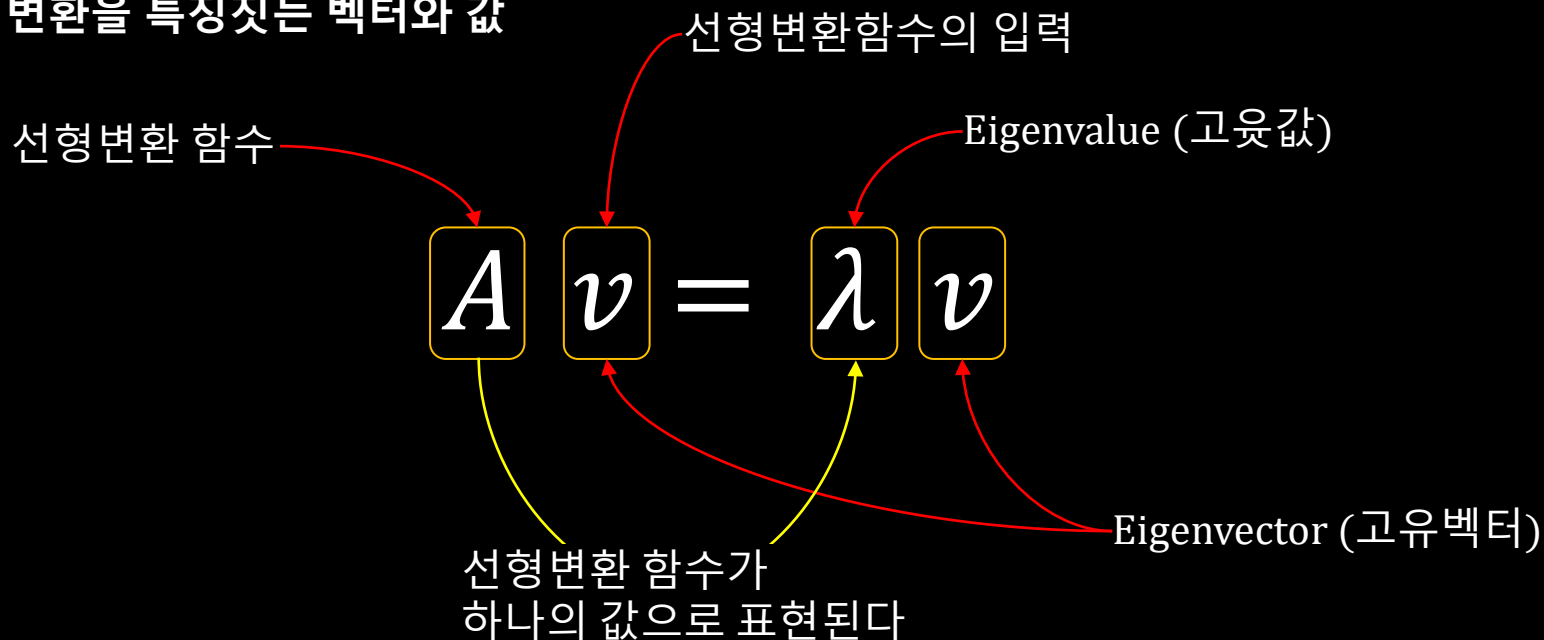 변환을 특징짓는 벡터와 값
선형변환함수의 입력
선형변환 함수
Eigenvalue (고윳값)
A v = λ v
Eigenvector (고유벡터)
선형변환 함수가
하나의 값으로 표현된다